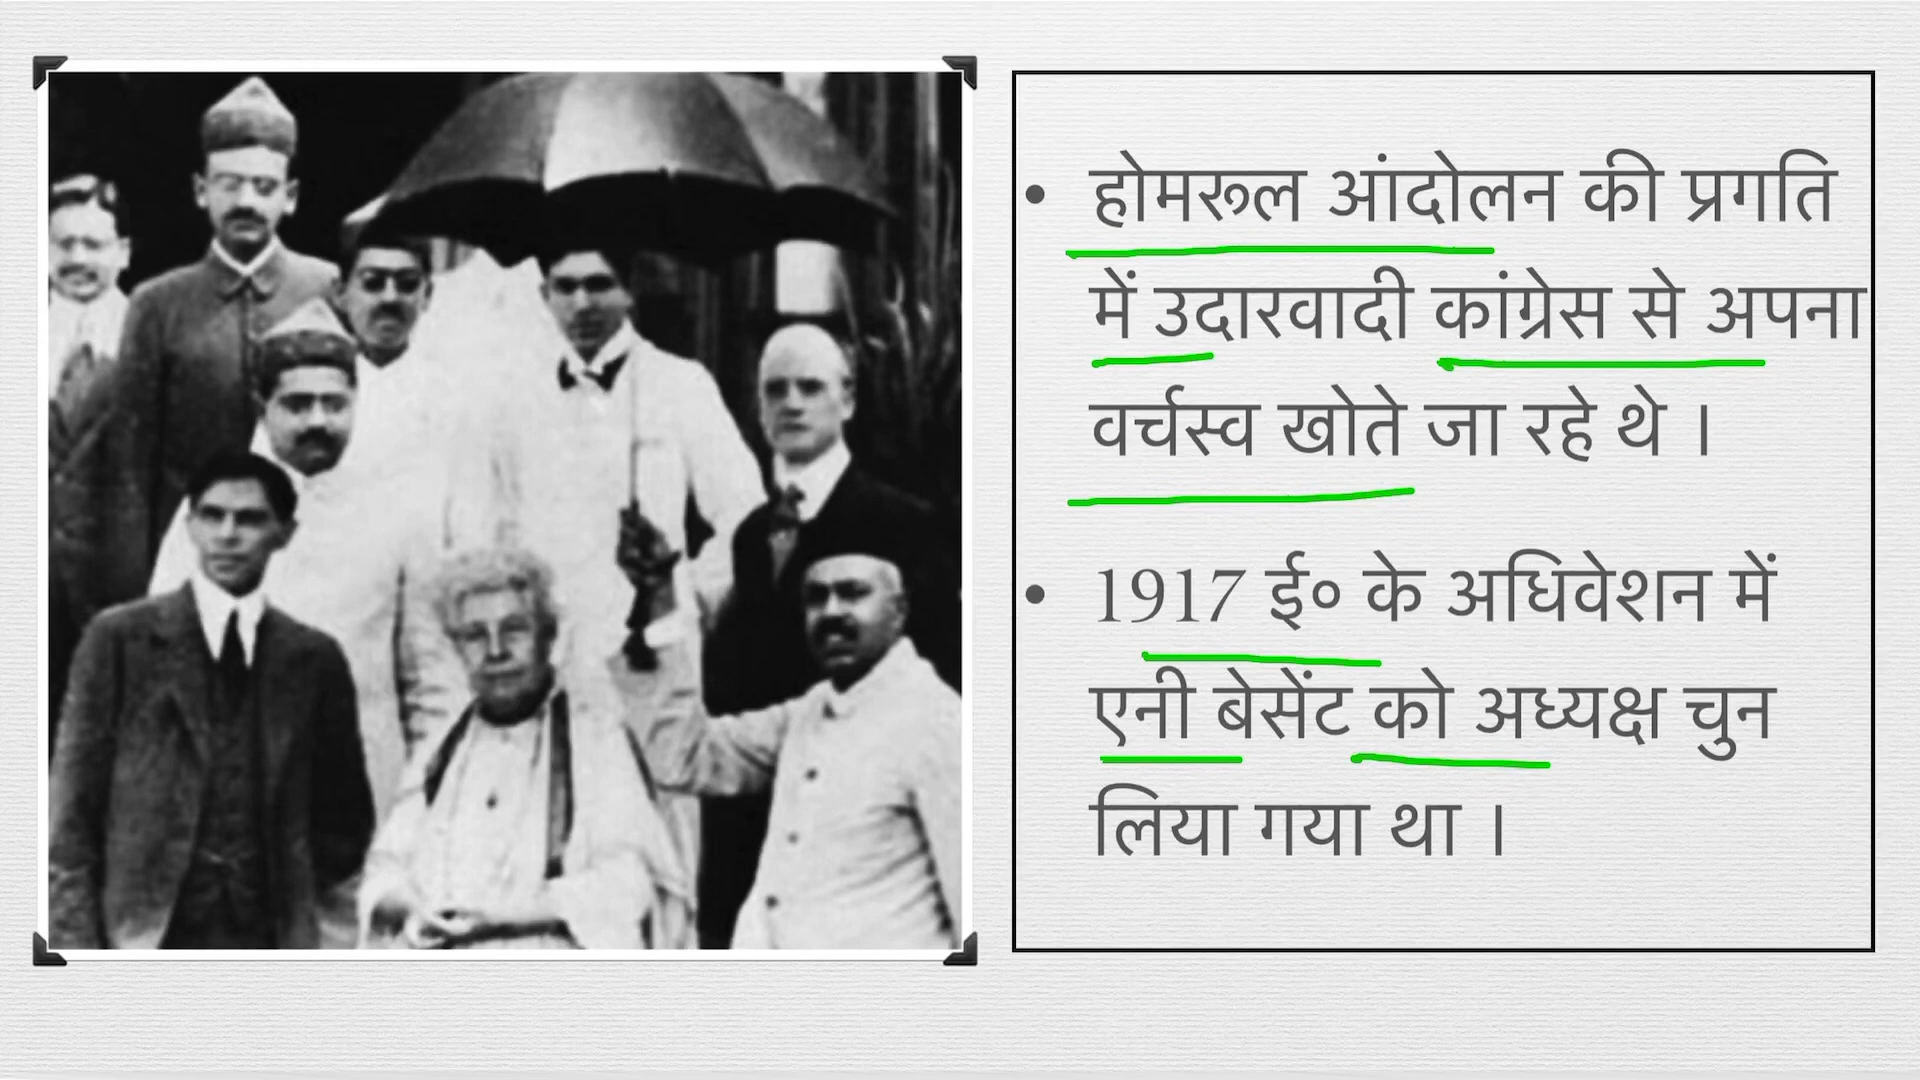 • होमरूल आंदोलन की प्रगति
में उदारवादी कांग्रेस से अपना
वर्चस्व खोते जा रहे थे ।
• 1917 ई० के अधिवेशन में
एनी बेसेंट को अध्यक्ष चुन
लिया गया था ।